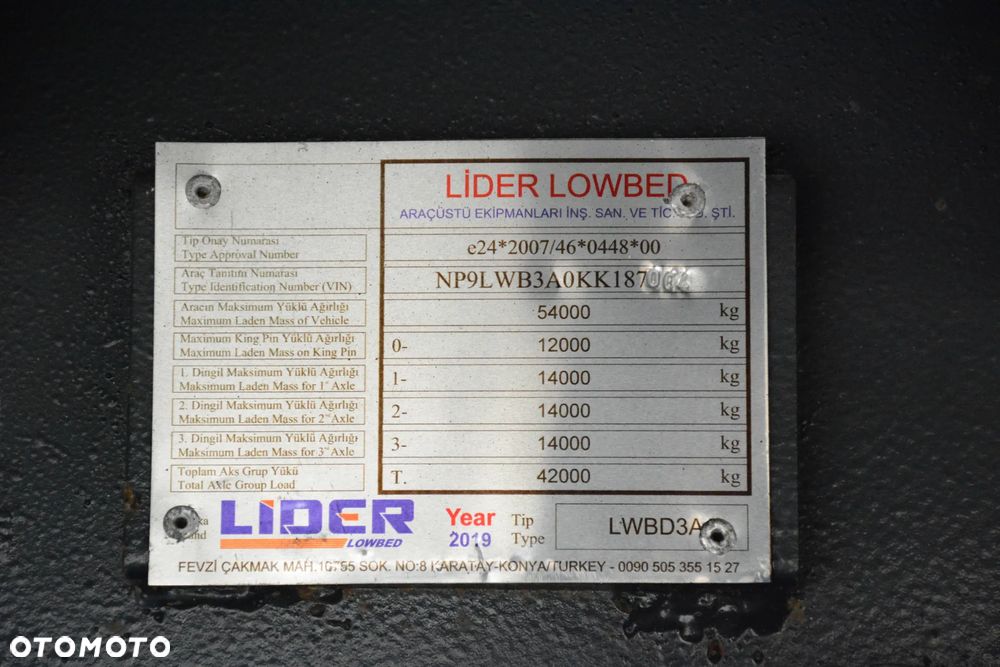 LİDER LOWBED
ARAÇÜSTÜ EKİPMANLARI İNŞ. SAN. VE TİC. ŞTİ.
Tip Onay Numarası
Type Approval Number
e24*2007/46*0448*00
Araç Tanıtım Numarası
Type Identification Number (VIN)
NP9LWB3A0KK187
Aracın Maksimum Yüklü Ağırlığı
Maximum Laden Mass of Vehicle
54000 kg
Maximum King Pin Yüklü Ağırlığı
Maximum Laden Mass on King Pin
0- 12000 kg
1. Dingil Maksimum Yüklü Ağırlığı
Maksimum Laden Mass for 1st Axle
1- 14000 kg
2. Dingil Maksimum Yüklü Ağırlığı
Maksimum Laden Mass for 2nd Axle
2- 14000 kg
3. Dingil Maksimum Yüklü Ağırlığı
Maksimum Laden Mass for 3rd Axle
3- 14000 kg
Toplam Aks Grup Yükü
Total Axle Group Load
T. 42000 kg
LİDER
LOWBED
Year
2019
Tip
Type
LWBD3A
FEVZİ ÇAKMAK MAH.10755 SOK. NO:8 KARATAY-KONYA/TURKEY - 0090 505 355 15 27
OTOMOTO